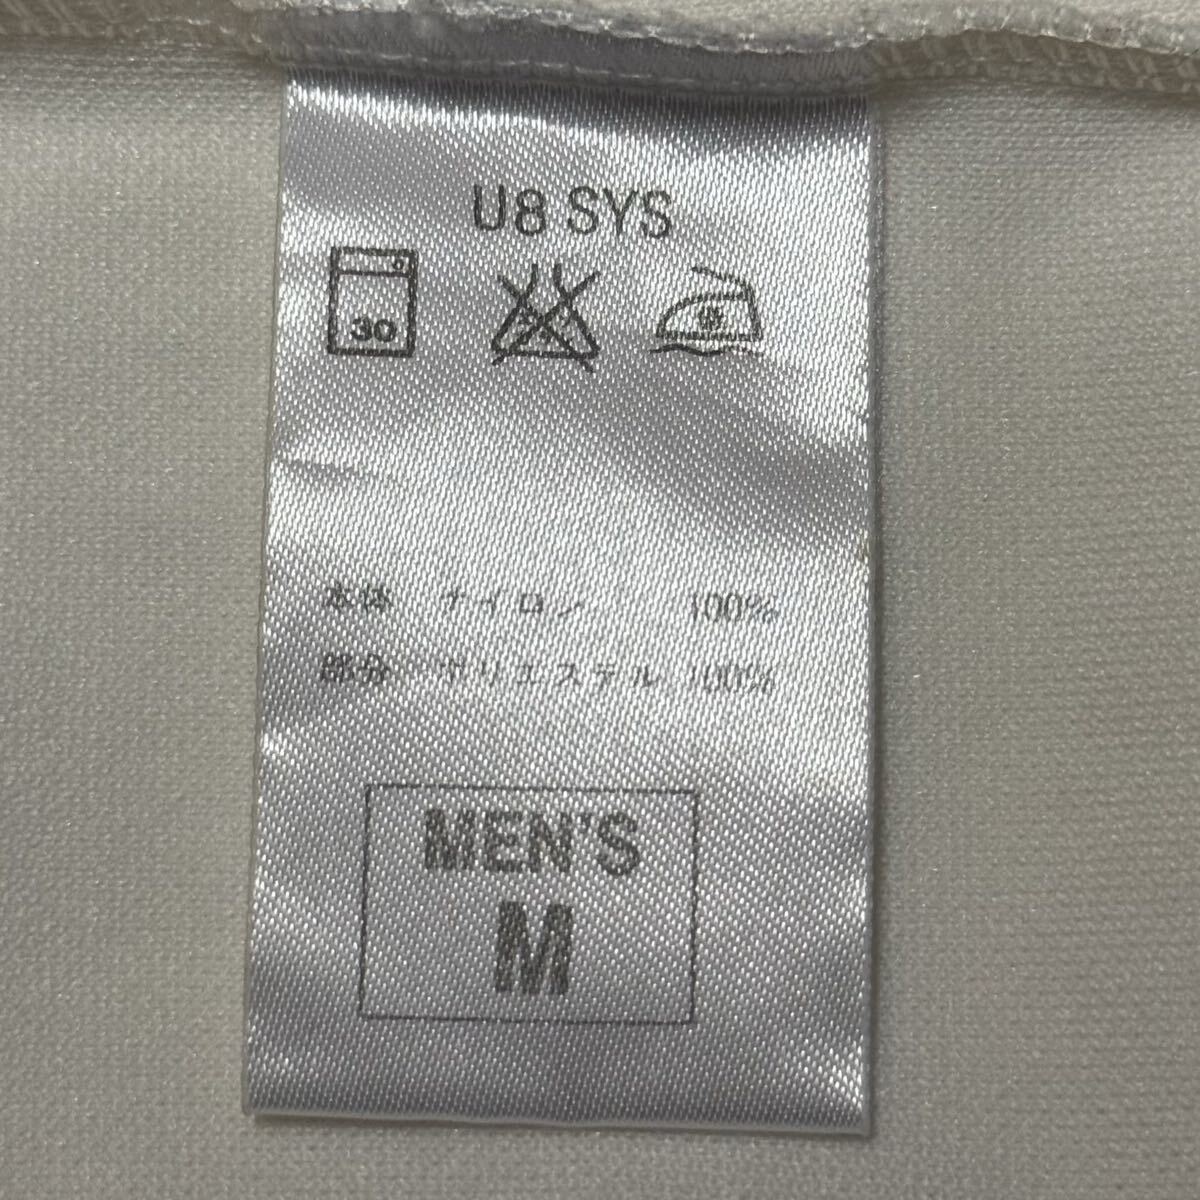 U8 SYS
30
本体 ナイロン 100%
部分 ポリエステル 100%
MEN'S
M